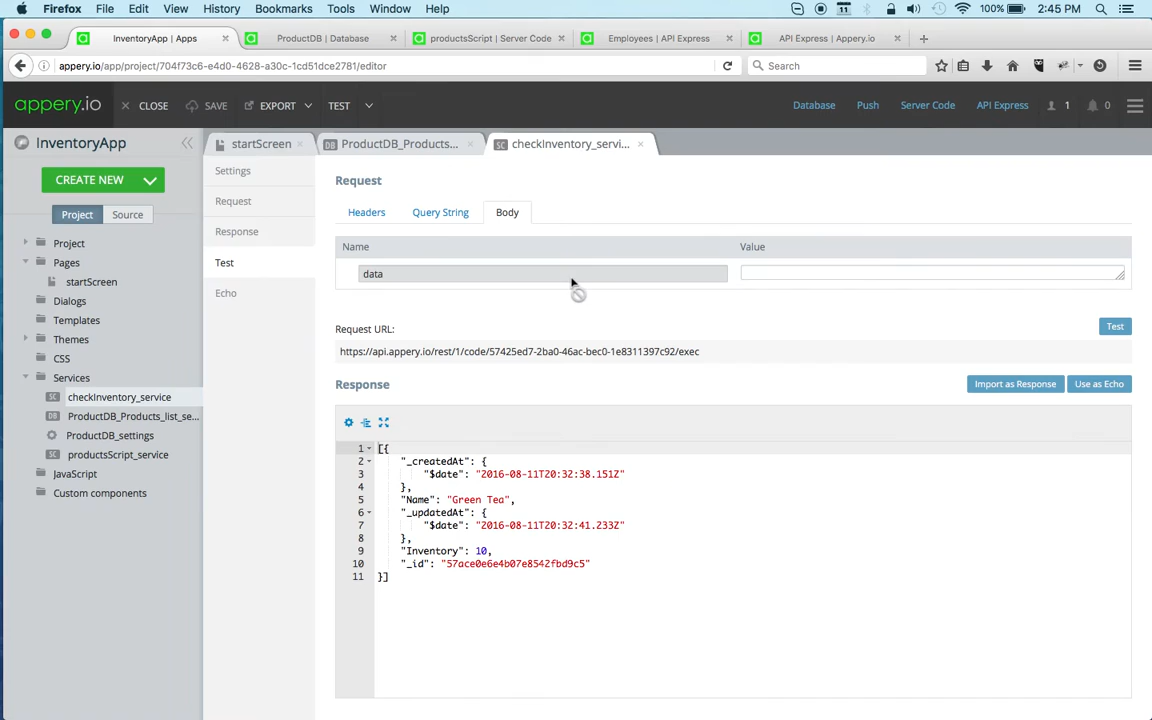 Firefox File Edit View History Bookmarks Tools Window Help 11 100% 2:45 PM
InventoryApp | Apps × ProductDB | Database × productsScript | Server Code × Employees | API Express × API Express | Appery.io × +
appery.io/app/project/704f73c6-e4d0-4628-a30c-1cd51dce2781/editor Search
appery.io × CLOSE SAVE EXPORT TEST Database Push Server Code API Express 1 0
InventoryApp
startScreen × ProductDB_Products... × checkInventory_servi... ×
CREATE NEW
Project Source
Project
Pages
startScreen
Dialogs
Templates
Themes
CSS
Services
SC checkInventory_service
DB ProductDB_Products_list_se...
ProductDB_settings
SC productsScript_service
JavaScript
Custom components
Settings
Request
Response
Test
Echo
Request
Headers Query String Body
Name Value
data
Request URL: Test
https://api.appery.io/rest/1/code/57425ed7-2ba0-46ac-bec0-1e8311397c92/exec
Response Import as Response Use as Echo
1 [{
2 "_createdAt": {
3 "$date": "2016-08-11T20:32:38.151Z"
4 },
5 "Name": "Green Tea",
6 "_updatedAt": {
7 "$date": "2016-08-11T20:32:41.233Z"
8 },
9 "Inventory": 10,
10 "_id": "57ace0e6e4b07e8542fbd9c5"
11 }]